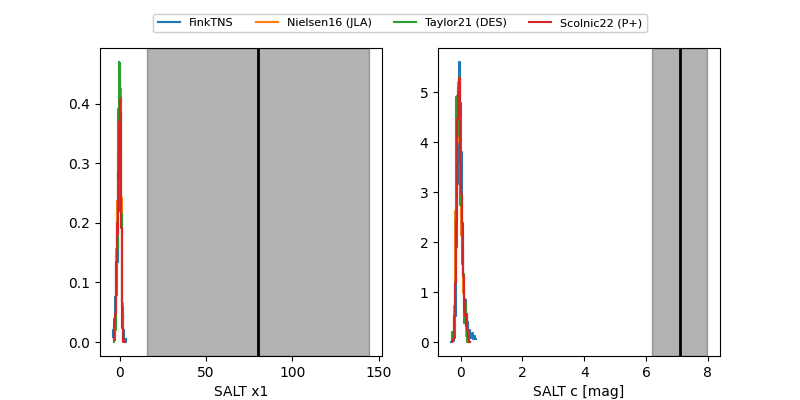 FinkTNS Nielsen16 (JLA) Taylor21 (DES) Scolnic22 (P+)
0.4
0.3
0.2
0.1
0.0
0 50 100 150
SALT x1
5
4
3
2
1
0
0 2 4 6 8
SALT c [mag]